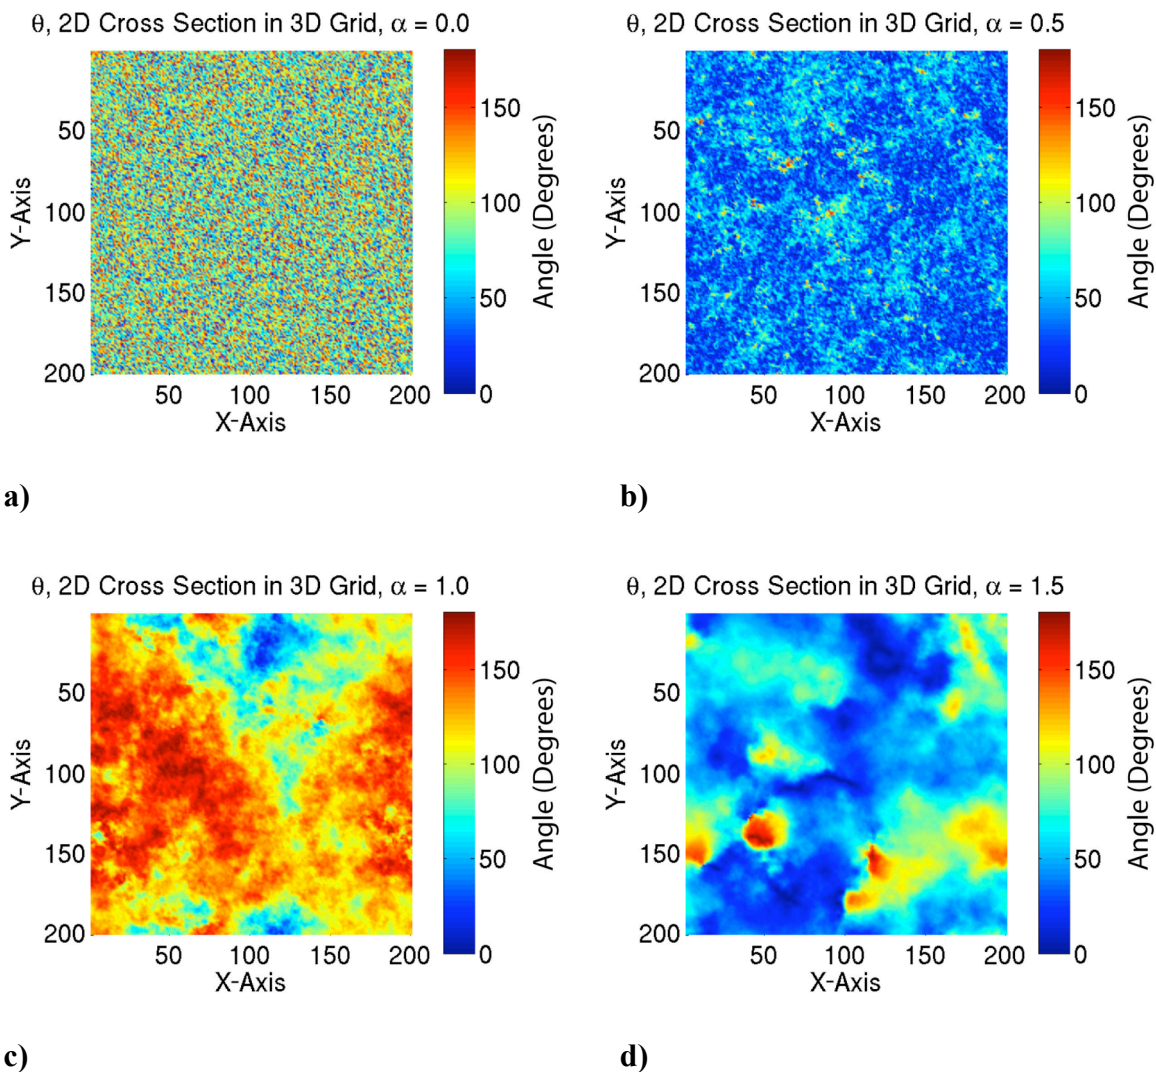 θ, 2D Cross Section in 3D Grid, α = 0.0
50
100
150
200
Y-Axis
50
100
150
200
X-Axis
150
100
50
0
Angle (Degrees)
a)
θ, 2D Cross Section in 3D Grid, α = 0.5
50
100
150
200
Y-Axis
50
100
150
200
X-Axis
150
100
50
0
Angle (Degrees)
b)
θ, 2D Cross Section in 3D Grid, α = 1.0
50
100
150
200
Y-Axis
50
100
150
200
X-Axis
150
100
50
0
Angle (Degrees)
c)
θ, 2D Cross Section in 3D Grid, α = 1.5
50
100
150
200
Y-Axis
50
100
150
200
X-Axis
150
100
50
0
Angle (Degrees)
d)